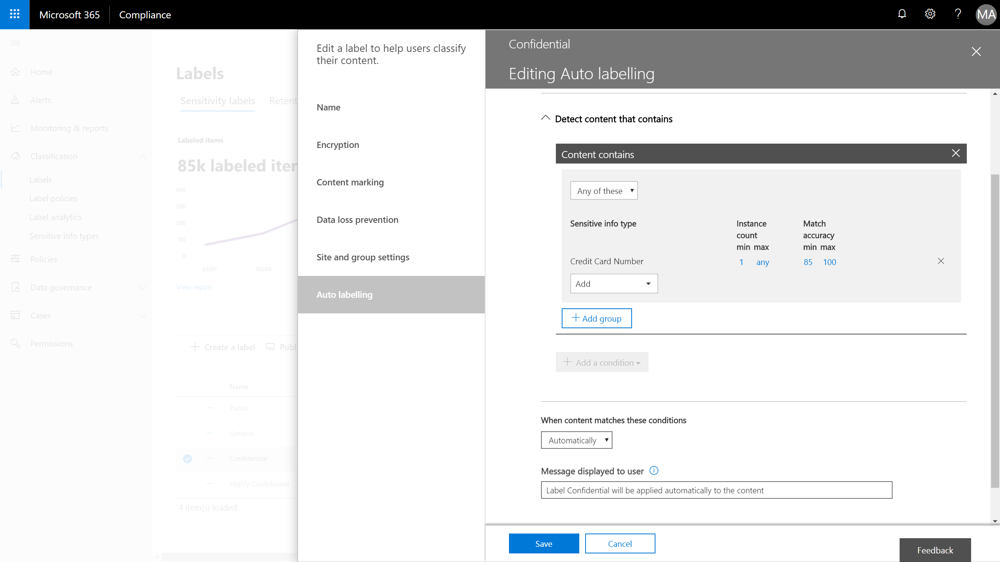 Microsoft 365
Compliance
MA
Home
Alerts
Monitoring & reports
Classification
Labels
Label policies
Label analytics
Sensitive info types
Policies
Data governance
Cases
Permissions
Labels
Sensitivity labels Retent
Labeled items
85k labeled iten
400
300
200
100
0
03/01 03/08
View report
Create a label Publi
Name
Public
General
Confidential
Highly Confidential
4 item(s) loaded.
Edit a label to help users classify
their content.
Name
Encryption
Content marking
Data loss prevention
Site and group settings
Auto labelling
Confidential
Editing Auto labelling
Detect content that contains
Content contains
Any of these
Sensitive info type
Instance
count
min max
Match
accuracy
min max
Credit Card Number 1 any 85 100
Add
Add group
Add a condition
When content matches these conditions
Automatically
Message displayed to user
Label Confidential will be applied automatically to the content
Save
Cancel
Feedback